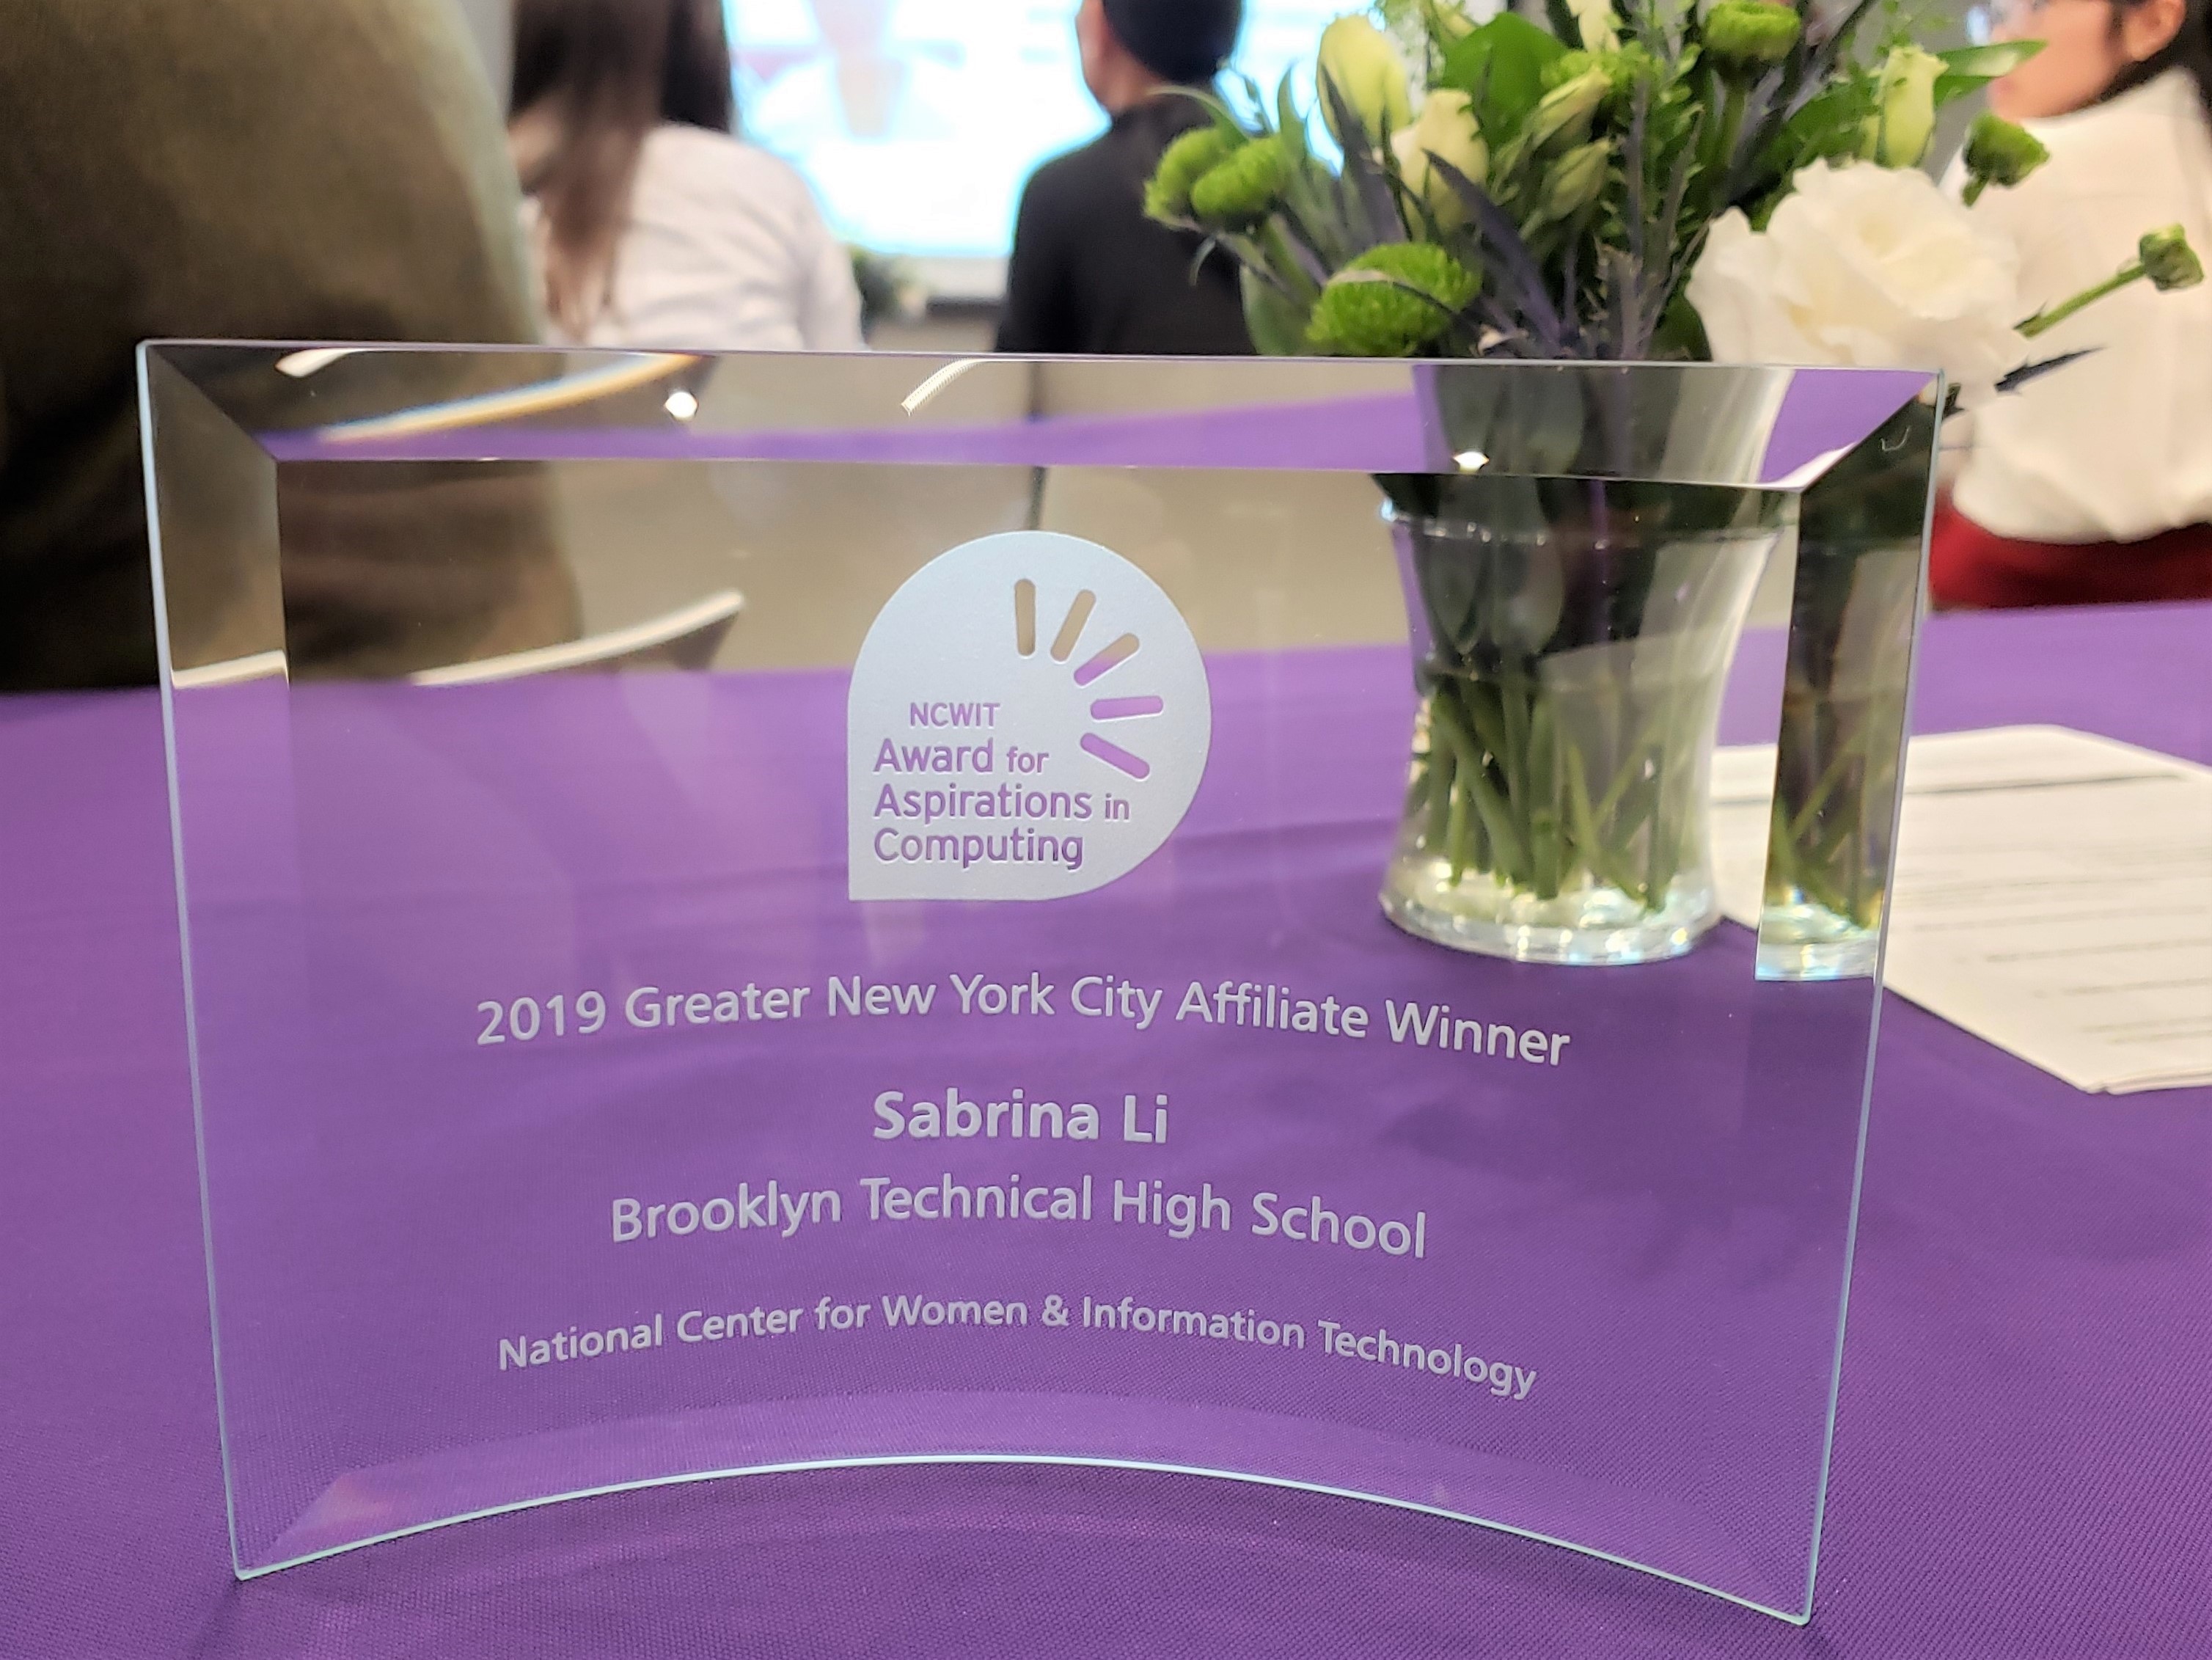 NCWIT
Award for
Aspirations in
Computing
2019 Greater New York City Affiliate Winner
Sabrina Li
Brooklyn Technical High School
National Center for Women & Information Technology